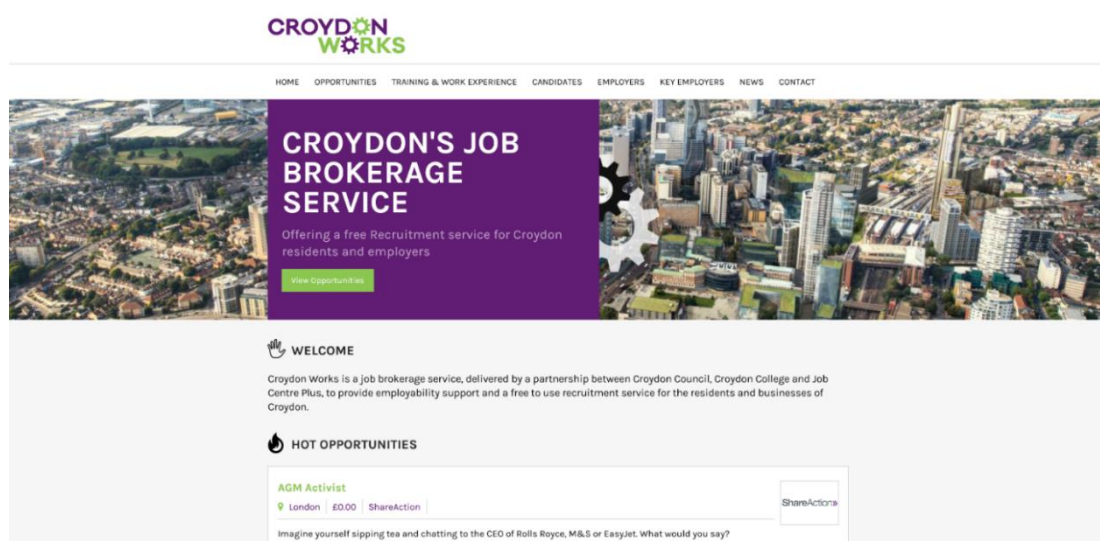 CROYDON
WORKS
HOME OPPORTUNITIES TRAINING & WORK EXPERIENCE CANDIDATES EMPLOYERS KEY EMPLOYERS NEWS CONTACT
CROYDON'S JOB
BROKERAGE
SERVICE
Offering a free Recruitment service for Croydon
residents and employers
View Opportunities
WELCOME
Croydon Works is a job brokerage service, delivered by a partnership between Croydon Council, Croydon College and Job
Centre Plus, to provide employability support and a free to use recruitment service for the residents and businesses of
Croydon.
HOT OPPORTUNITIES
AGM Activist
London £0.00 ShareAction
ShareAction»
Imagine yourself sipping tea and chatting to the CEO of Rolls Royce, M&S or EasyJet. What would you say?